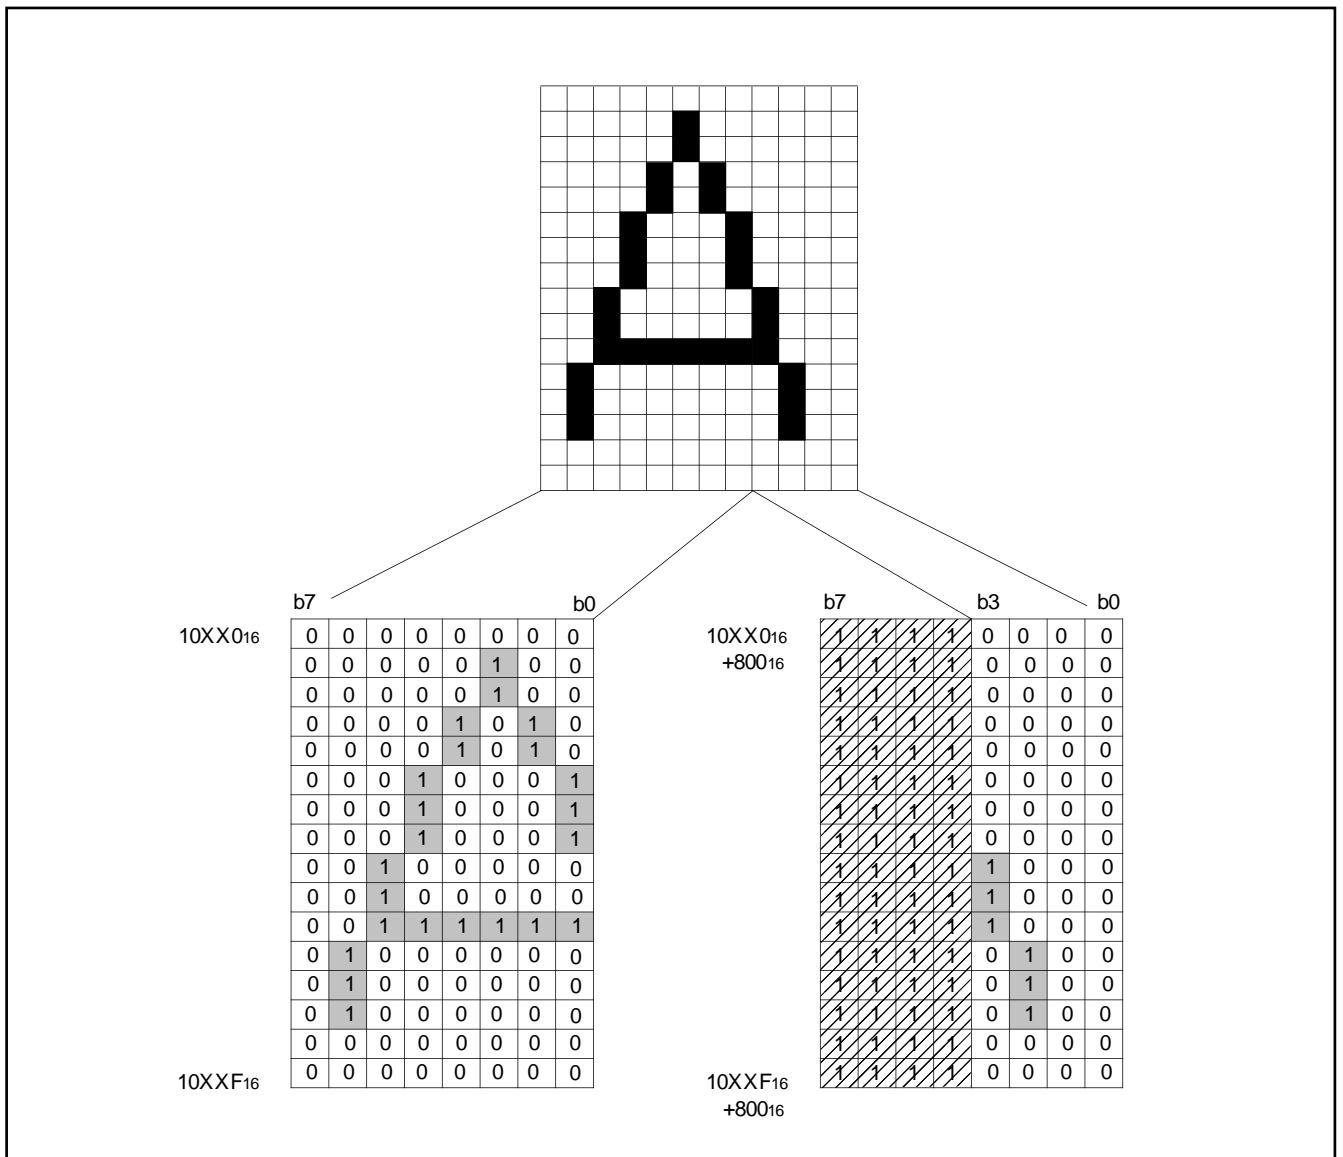 b7 b0 b7 b3 b0
10XX0₁₆ 0 0 0 0 0 0 0 0 10XX0₁₆ 1 1 1 1 0 0 0 0
0 0 0 0 0 1 0 0 +800₁₆ 1 1 1 1 0 0 0 0
0 0 0 0 0 1 0 0 1 1 1 1 0 0 0 0
0 0 0 0 1 0 1 0 1 1 1 1 0 0 0 0
0 0 0 0 1 0 1 0 1 1 1 1 0 0 0 0
0 0 0 1 0 0 0 1 1 1 1 1 0 0 0 0
0 0 0 1 0 0 0 1 1 1 1 1 0 0 0 0
0 0 0 1 0 0 0 1 1 1 1 1 0 0 0 0
0 0 1 0 0 0 0 0 1 1 1 1 1 0 0 0
0 0 1 0 0 0 0 0 1 1 1 1 1 0 0 0
0 0 1 1 1 1 1 1 1 1 1 1 1 0 0 0
0 1 0 0 0 0 0 0 1 1 1 1 0 1 0 0
0 1 0 0 0 0 0 0 1 1 1 1 0 1 0 0
0 1 0 0 0 0 0 0 1 1 1 1 0 1 0 0
0 0 0 0 0 0 0 0 1 1 1 1 0 0 0 0
10XXF₁₆ 0 0 0 0 0 0 0 0 10XXF₁₆ 1 1 1 1 0 0 0 0
+800₁₆